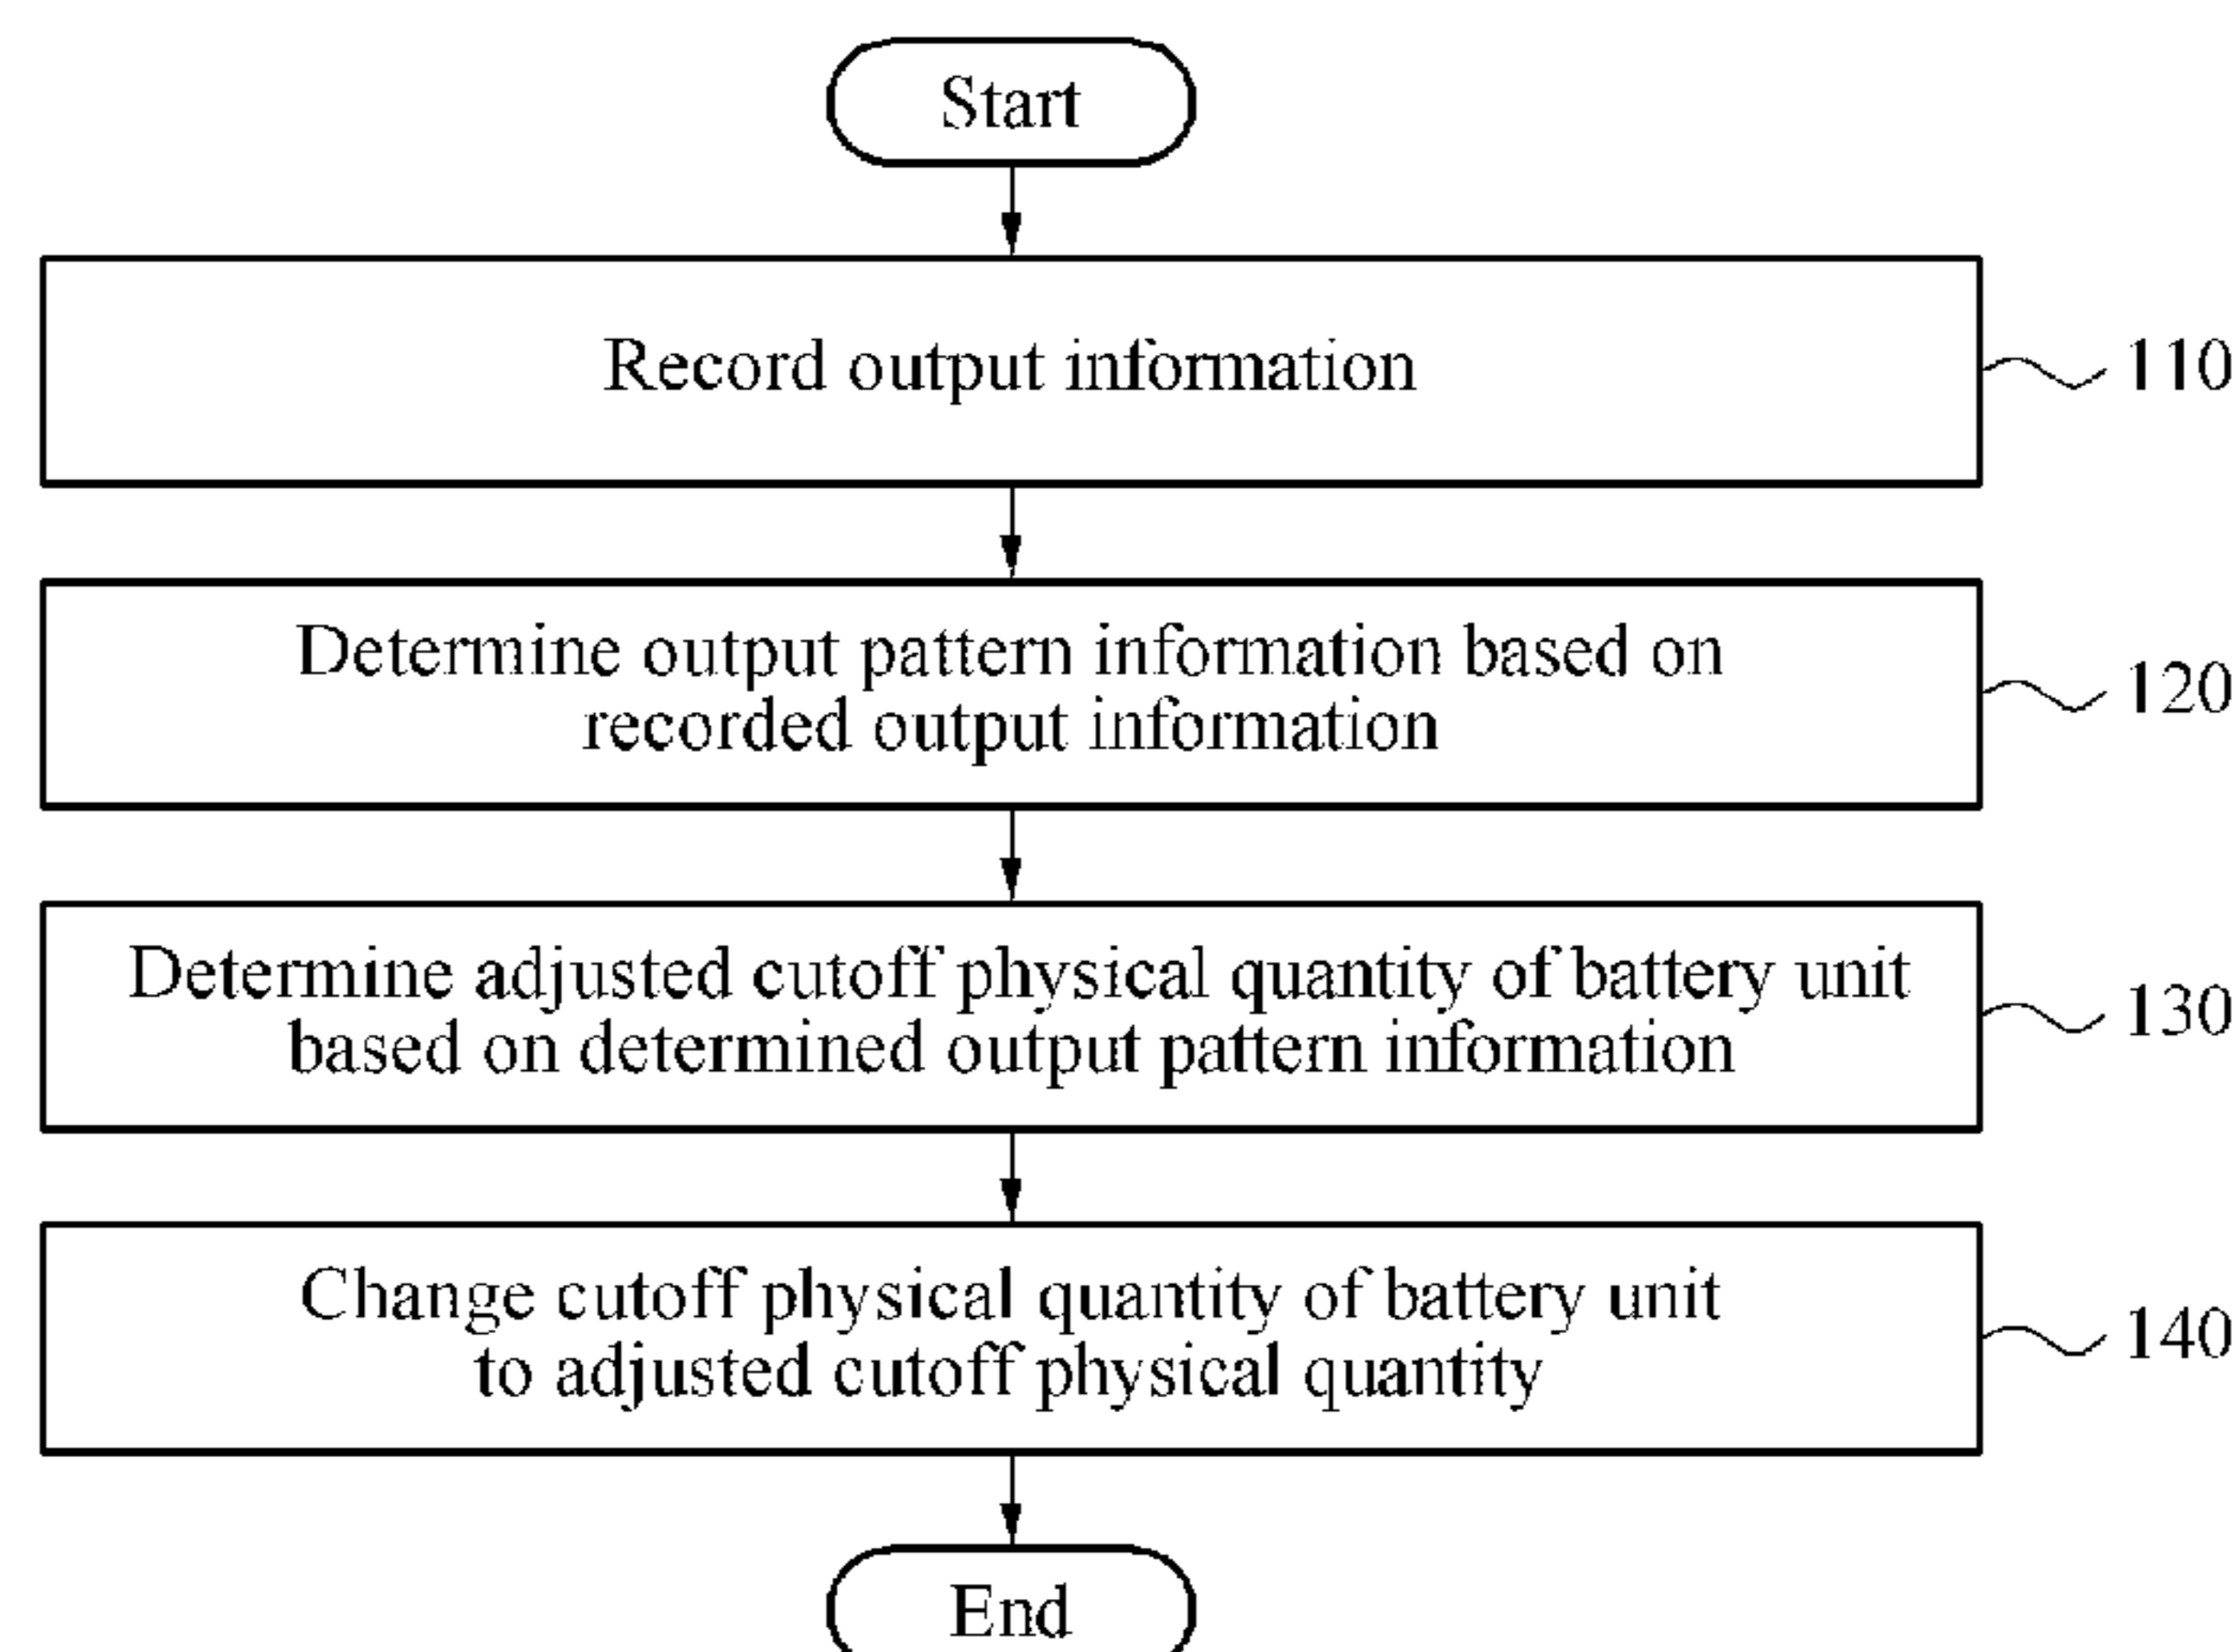 Start
Record output information
110
Determine output pattern information based on
recorded output information
120
Determine adjusted cutoff physical quantity of battery unit
based on determined output pattern information
130
Change cutoff physical quantity of battery unit
to adjusted cutoff physical quantity
140
End